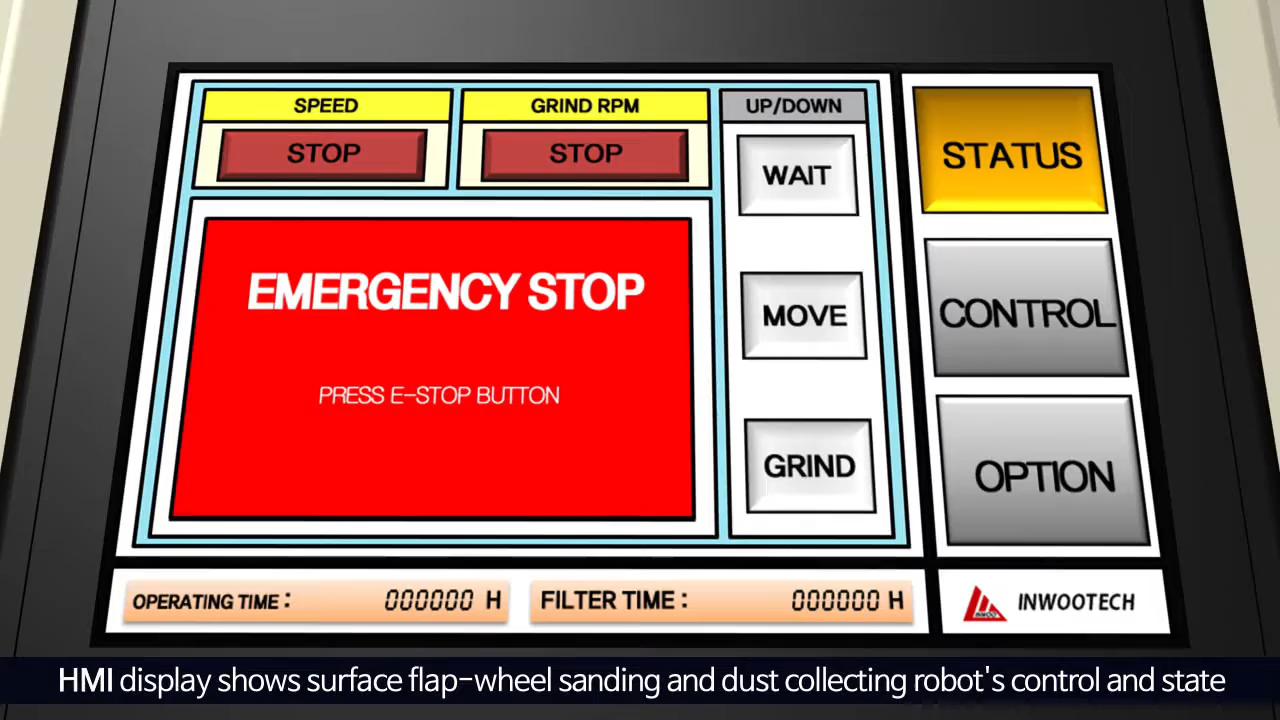 SPEED
GRIND RPM
UP/DOWN
STOP
STOP
WAIT
STATUS
EMERGENCY STOP
MOVE
CONTROL
PRESS E-STOP BUTTON
GRIND
OPTION
OPERATING TIME : 000000 H
FILTER TIME : 000000 H
INWOO
INWOOTECH
HMI display shows surface flap-wheel sanding and dust collecting robot's control and state